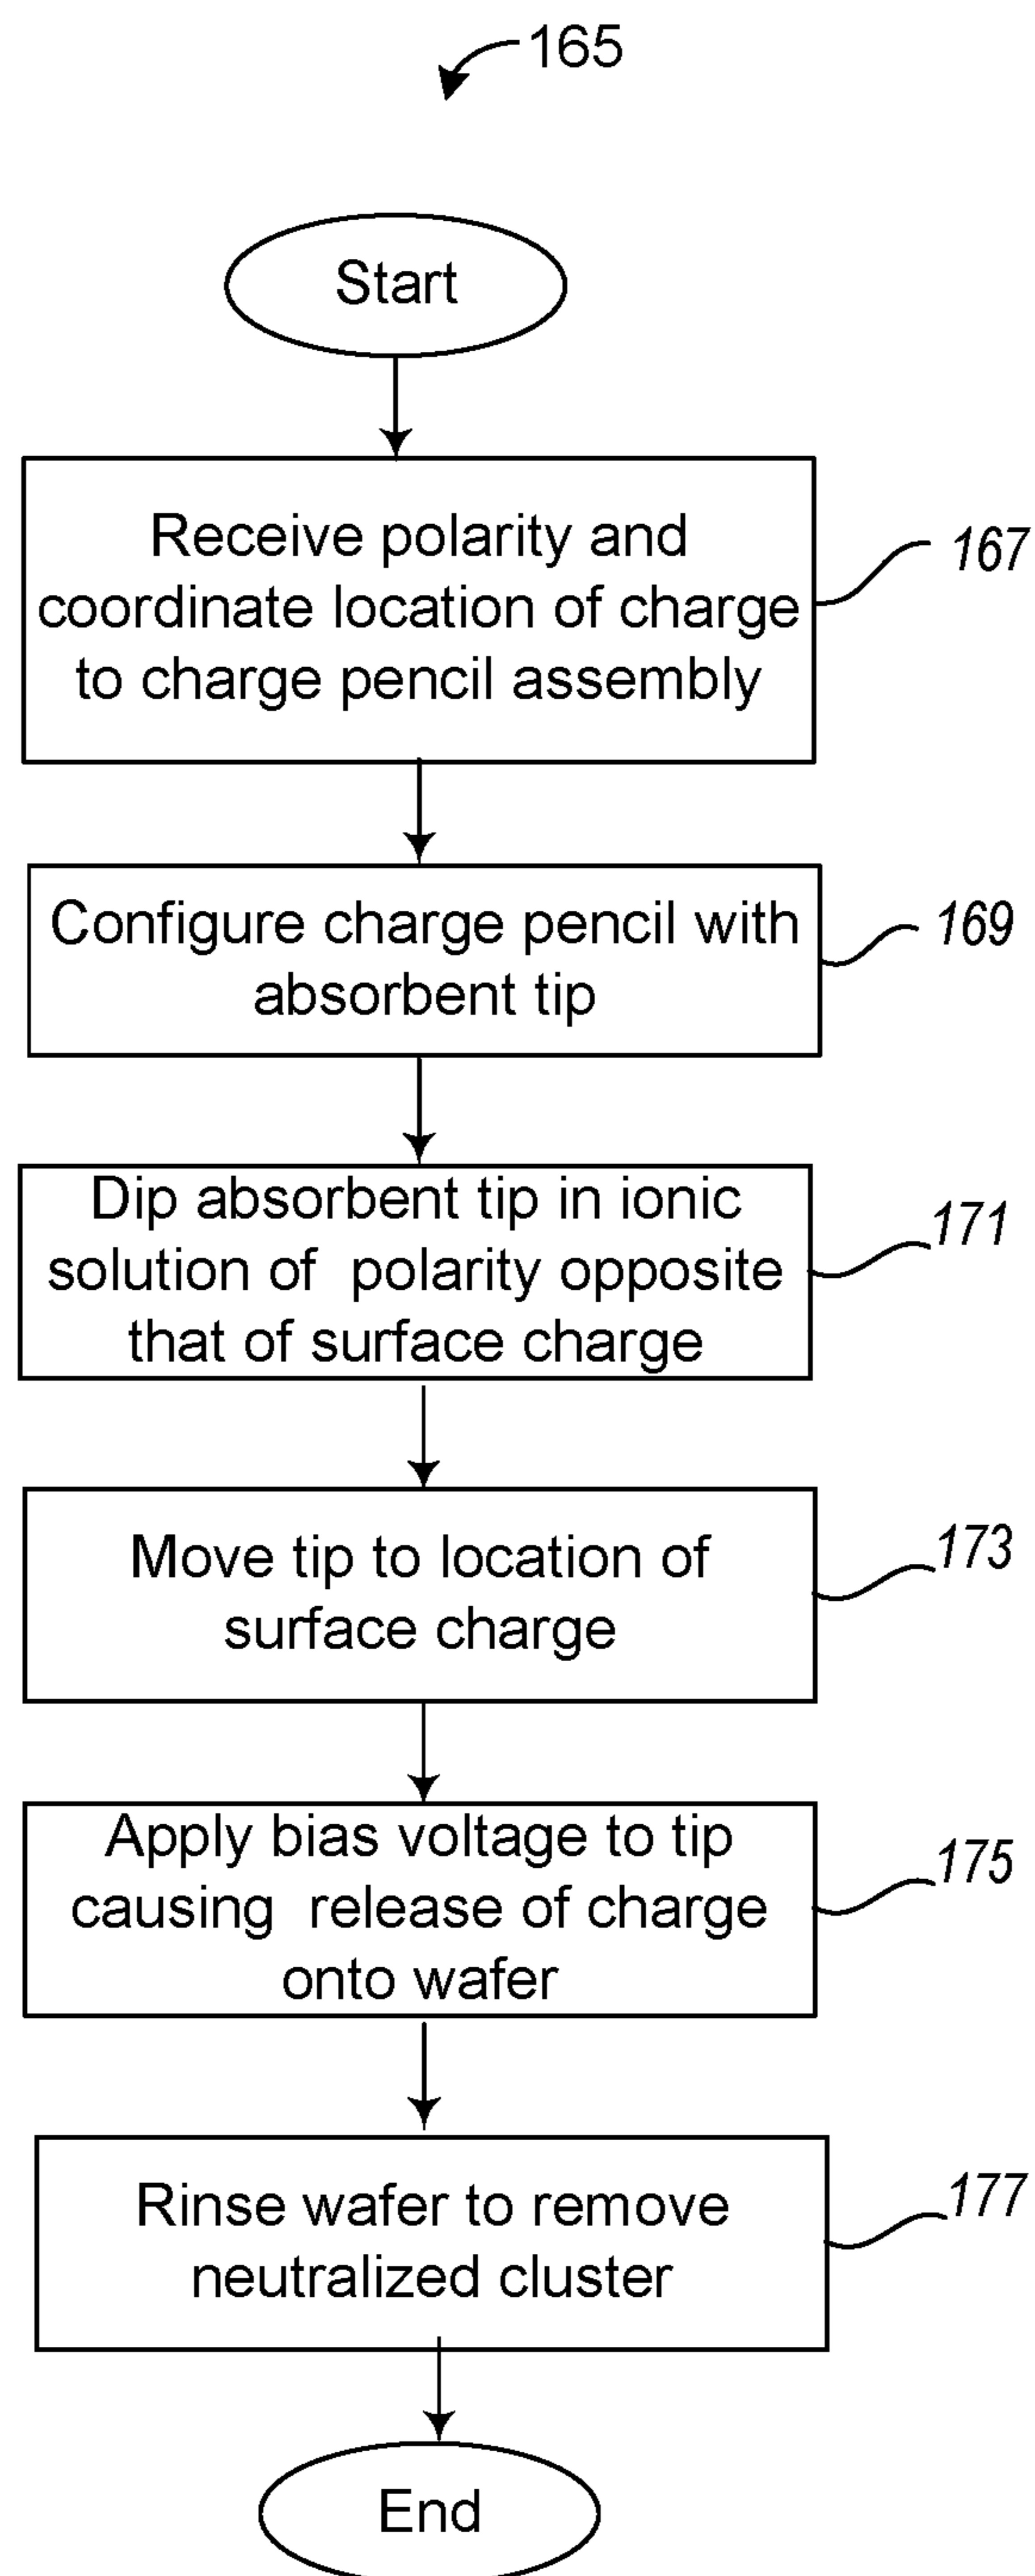 165
Start
Receive polarity and
coordinate location of charge
to charge pencil assembly
167
Configure charge pencil with
absorbent tip
169
Dip absorbent tip in ionic
solution of polarity opposite
that of surface charge
171
Move tip to location of
surface charge
173
Apply bias voltage to tip
causing release of charge
onto wafer
175
Rinse wafer to remove
neutralized cluster
177
End